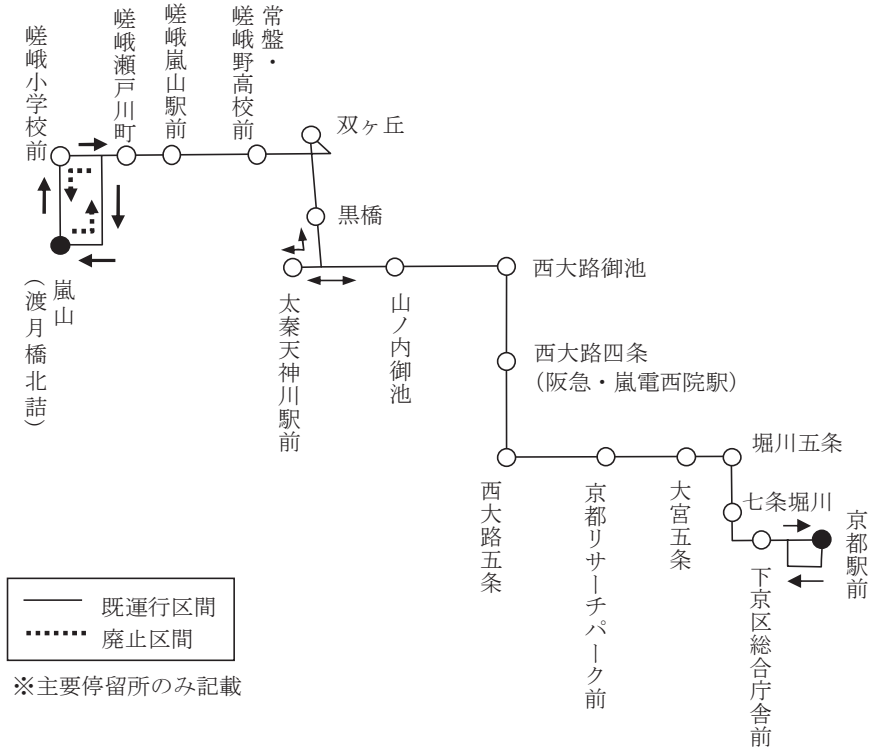 嵯峨小学校前
嵯峨瀬戸川町
嵯峨嵐山駅前
常盤・
嵯峨野高校前
双ヶ丘
黒橋
嵐山
（渡月橋北詰）
太秦天神川駅前
山ノ内御池
西大路御池
西大路四条
（阪急・嵐電西院駅）
西大路五条
京都リサーチパーク前
大宮五条
堀川五条
七条堀川
下京区総合庁舎前
京都駅前
既運行区間
廃止区間
※主要停留所のみ記載